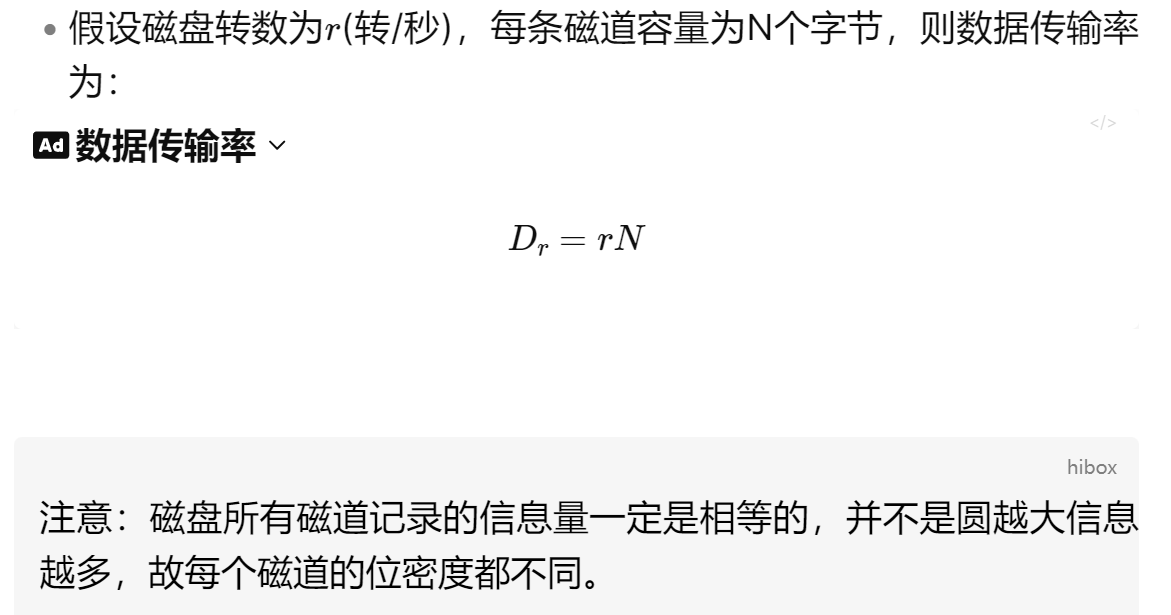 假设磁盘转数为r(转/秒)，每条磁道容量为N个字节，则数据传输率
为：
</>
Ad 数据传输率
D_r = rN
hibox
注意：磁盘所有磁道记录的信息量一定是相等的，并不是圆越大信息
越多，故每个磁道的位密度都不同。